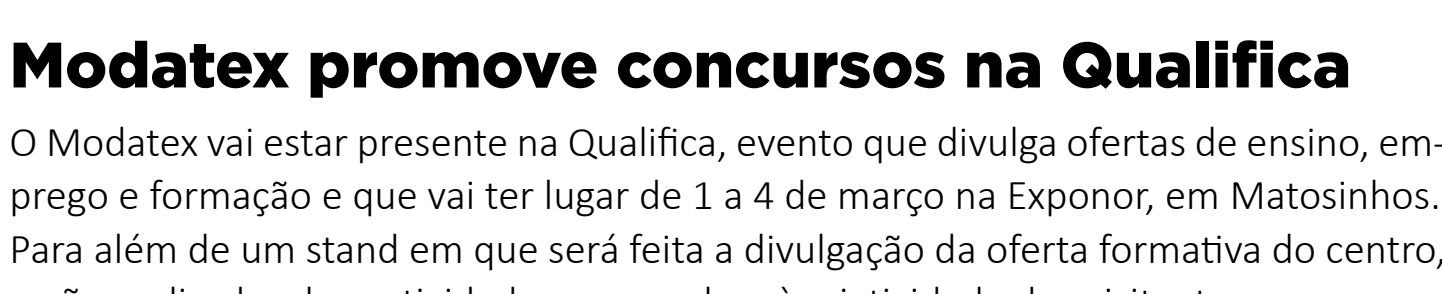 Modatex promove concursos na Qualifica
O Modatex vai estar presente na Qualifica, evento que divulga ofertas de ensino, em-
prego e formação e que vai ter lugar de 1 a 4 de março na Exponor, em Matosinhos.
Para além de um stand em que será feita a divulgação da oferta formativa do centro,